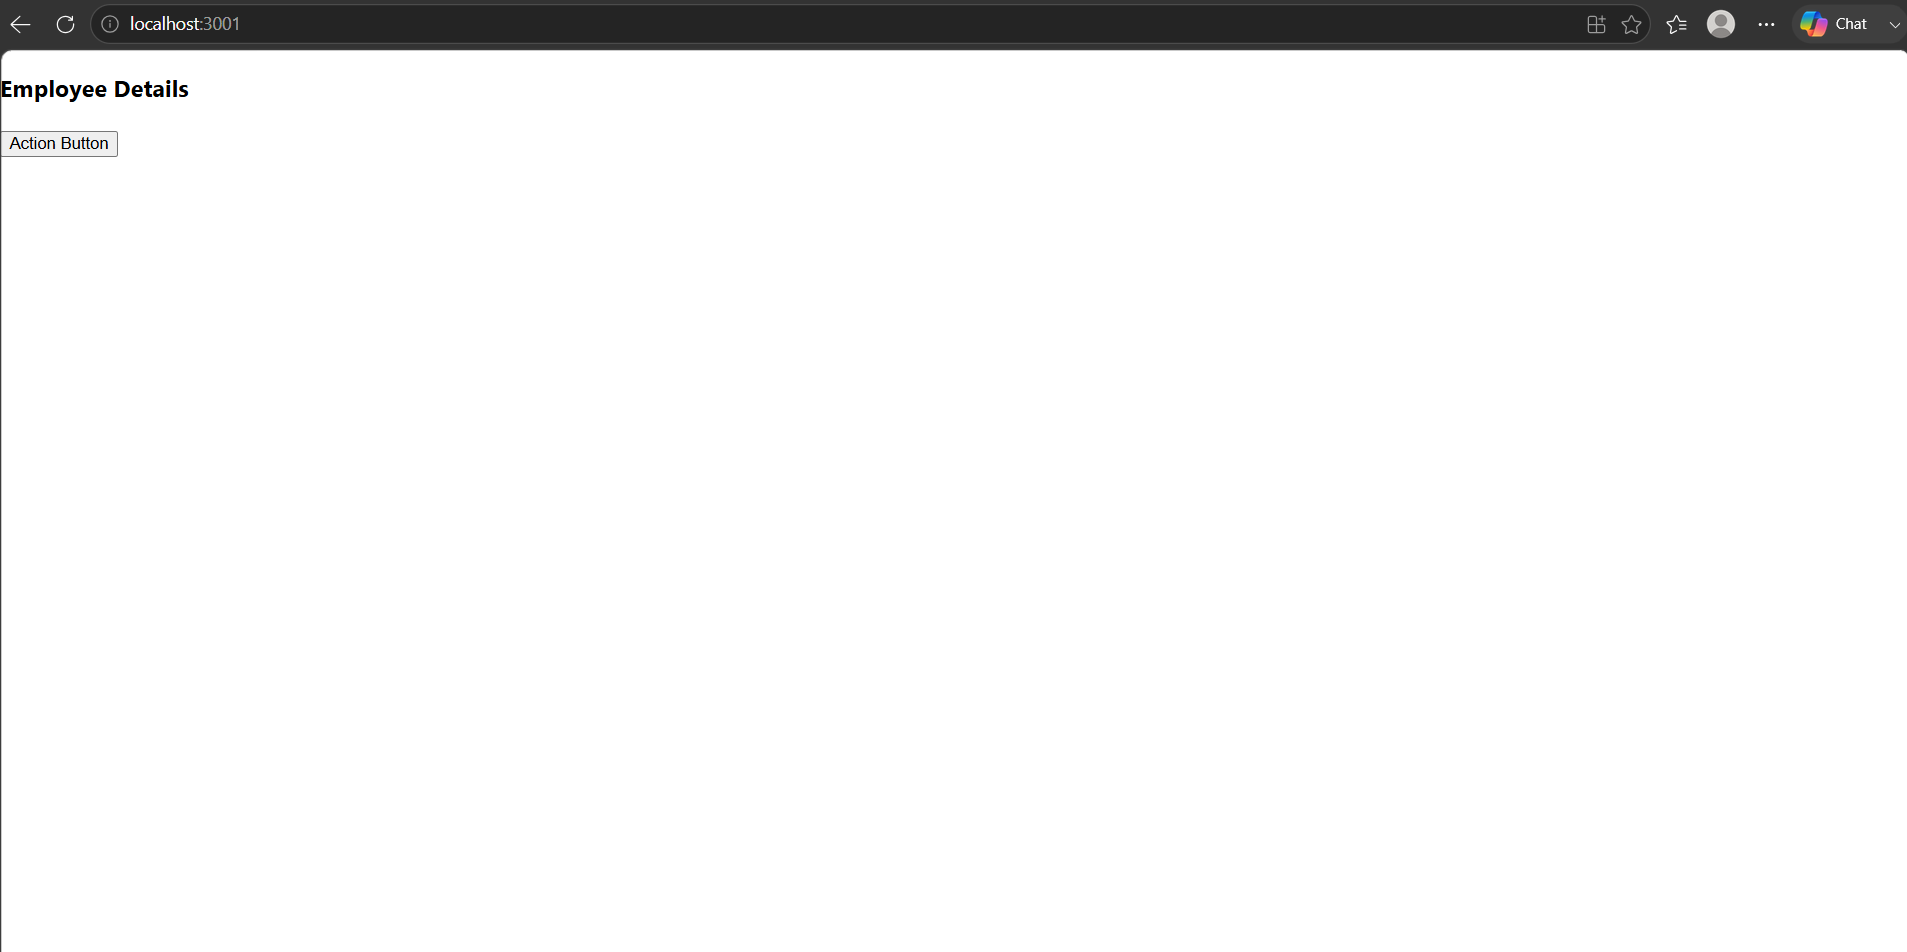 localhost:3001
Chat
Employee Details
Action Button